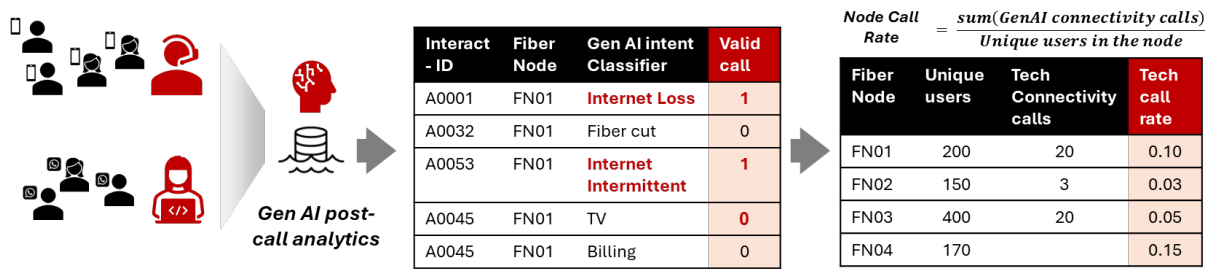 Gen AI post-
call analytics
Interact
- ID
Fiber
Node
Gen AI intent
Classifier
Valid
call
A0001 FN01 Internet Loss 1
A0032 FN01 Fiber cut 0
A0053 FN01 Internet
Intermittent 1
A0045 FN01 TV 0
A0045 FN01 Billing 0
Node Call
Rate
= sum(GenAI connectivity calls)
Unique users in the node
Fiber
Node
Unique
users
Tech
Connectivity
calls
Tech
call
rate
FN01 200 20 0.10
FN02 150 3 0.03
FN03 400 20 0.05
FN04 170 0.15